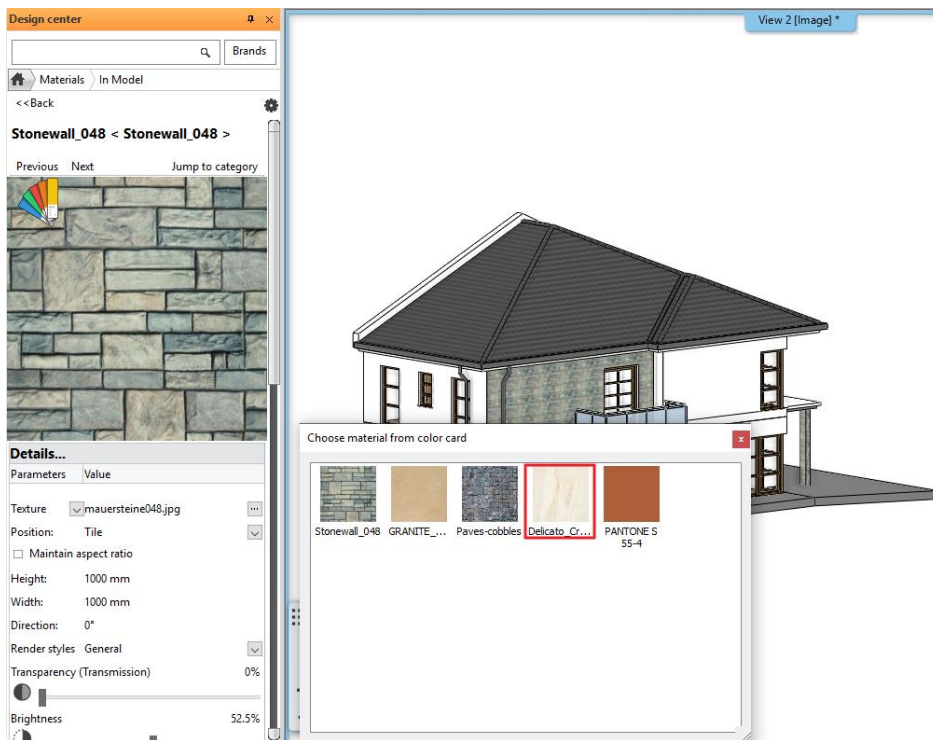 Design center
View 2 [Image] *
Brands
Materials In Model
<<Back
Stonewall_048 < Stonewall_048 >
Previous Next Jump to category
Details...
Parameters Value
Texture mauersteine048.jpg ...
Position: Tile
Maintain aspect ratio
Height: 1000 mm
Width: 1000 mm
Direction: 0°
Render styles General
Transparency (Transmission) 0%
Brightness 52.5%
Choose material from color card
Stonewall_048 GRANITE_... Paves-cobbles Delicato_Cr... PANTONE S
55-4